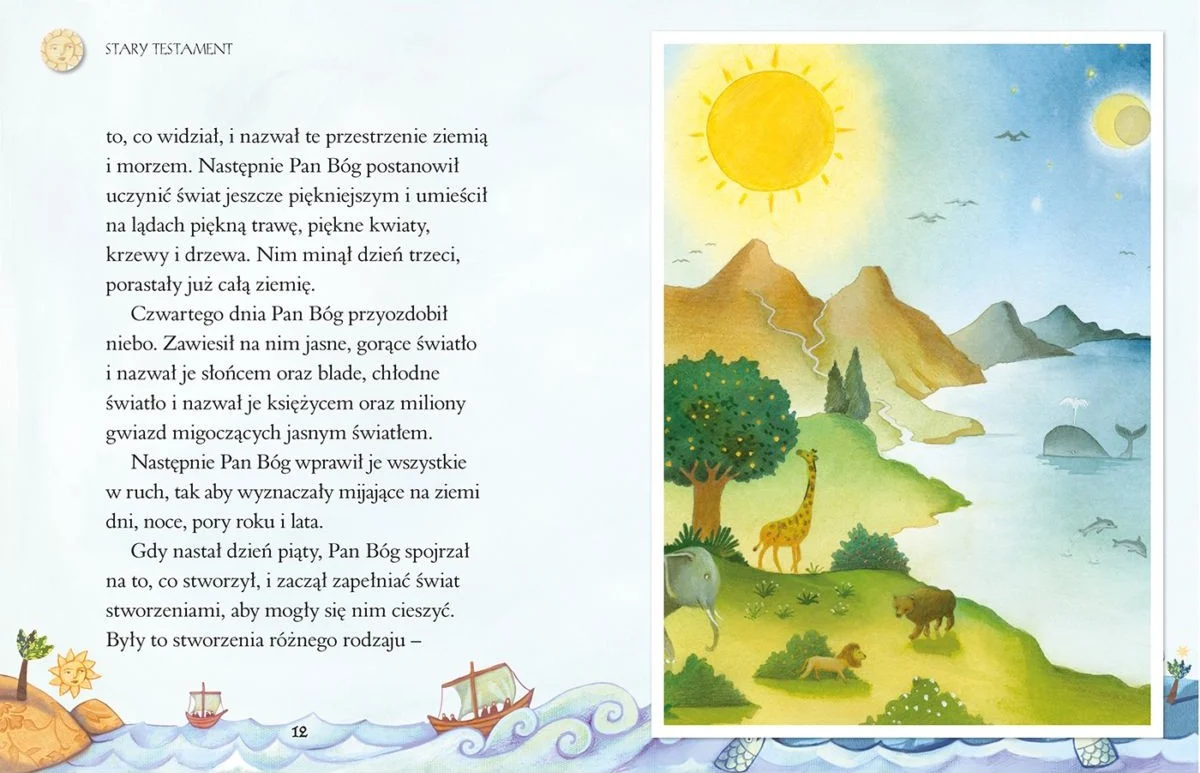 STARY TESTAMENT
to, co widział, i nazwał te przestrzenie ziemią
i morzem. Następnie Pan Bóg postanowił
uczynić świat jeszcze piękniejszym i umieścił
na lądach piękną trawę, piękne kwiaty,
krzewy i drzewa. Nim minął dzień trzeci,
porastały już całą ziemię.
Czwartego dnia Pan Bóg przyozdobił
niebo. Zawiesił na nim jasne, gorące światło
i nazwał je słońcem oraz blade, chłodne
światło i nazwał je księżycem oraz miliony
gwiazd migoczących jasnym światłem.
Następnie Pan Bóg wprawił je wszystkie
w ruch, tak aby wyznaczały mijające na ziemi
dni, noce, pory roku i lata.
Gdy nastał dzień piąty, Pan Bóg spojrzał
na to, co stworzył, i zaczął zapełniać świat
stworzeniami, aby mogły się nim cieszyć.
Były to stworzenia różnego rodzaju –
12